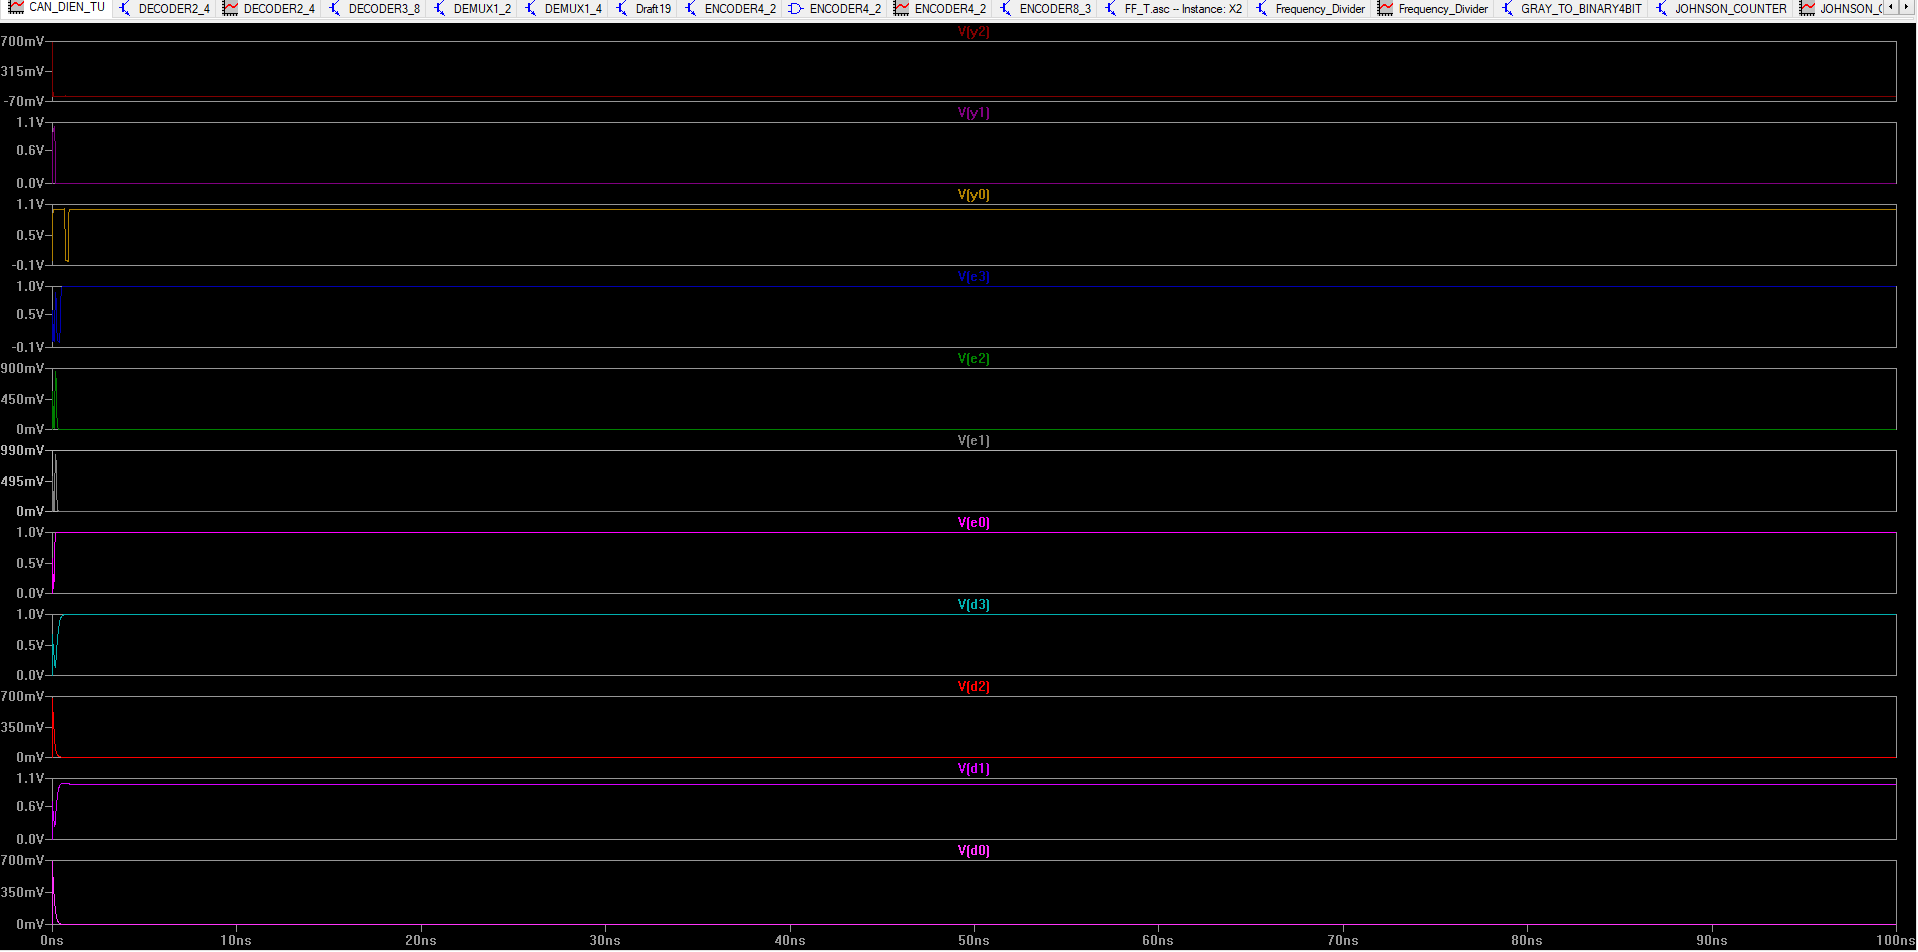 CAN_DIEN_TU DECODER2_4 DECODER2_4 DECODER3_8 DEMUX1_2 DEMUX1_4 Draft19 ENCODER4_2 ENCODER4_2 ENCODER4_2 ENCODER8_3 FF_T.asc -- Instance: X2 Frequency_Divider Frequency_Divider GRAY_TO_BINARY4BIT JOHNSON_COUNTER JOHNSON_
V(y2)
700mV
315mV
-70mV
V(y1)
1.1V
0.6V
0.0V
V(y0)
1.1V
0.5V
-0.1V
V(e3)
1.0V
0.5V
-0.1V
V(e2)
900mV
450mV
0mV
V(e1)
990mV
495mV
0mV
V(e0)
1.0V
0.5V
0.0V
V(d3)
1.0V
0.5V
0.0V
V(d2)
700mV
350mV
0mV
V(d1)
1.1V
0.6V
0.0V
V(d0)
700mV
350mV
0mV
0ns 10ns 20ns 30ns 40ns 50ns 60ns 70ns 80ns 90ns 100ns